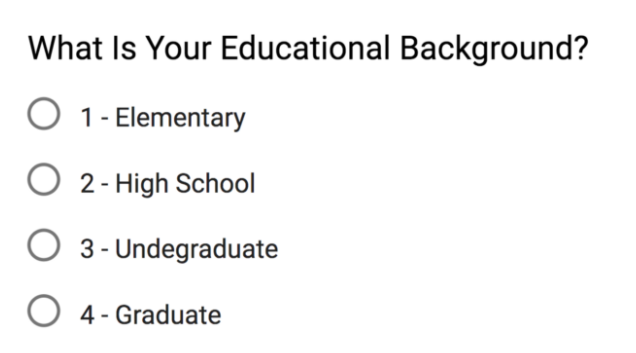 What Is Your Educational Background?
1 - Elementary
2 - High School
3 - Undegraduate
4 - Graduate